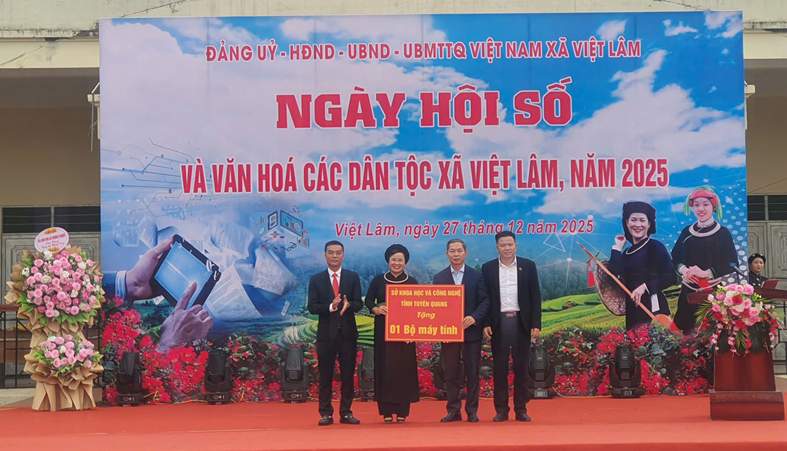 ĐẢNG UỶ -HĐND -UBND - UBMTTQ VIỆT NAM XÃ VIỆT LÂM
NGÀY HỘI SỐ
VÀ VĂN HOÁ CÁC DÂN TỘC XÃ VIỆT LÂM, NĂM 2025
Việt Lâm, ngày 27 tháng 12 năm 2025
SỞ KHOA HỌC VÀ CÔNG NGHỆ
TỈNH TUYÊN QUANG
Tặng
01 Bộ máy tính